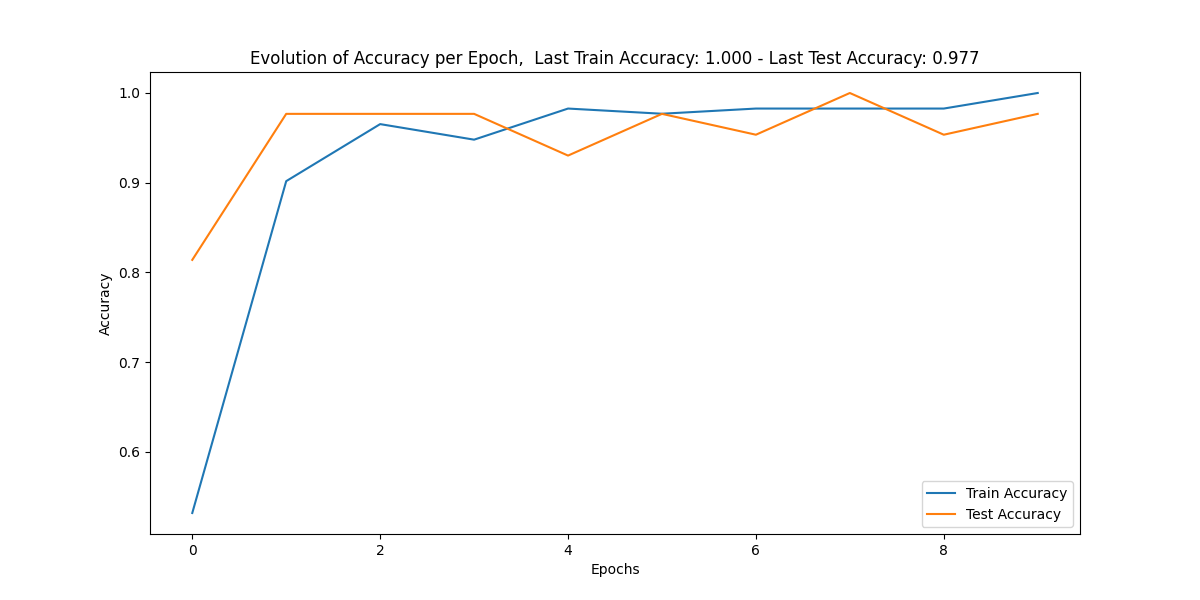 Evolution of Accuracy per Epoch,  Last Train Accuracy: 1.000 - Last Test Accuracy: 0.977
1.0
0.9
0.8
0.7
0.6
Accuracy
0 2 4 6 8
Epochs
Train Accuracy
Test Accuracy